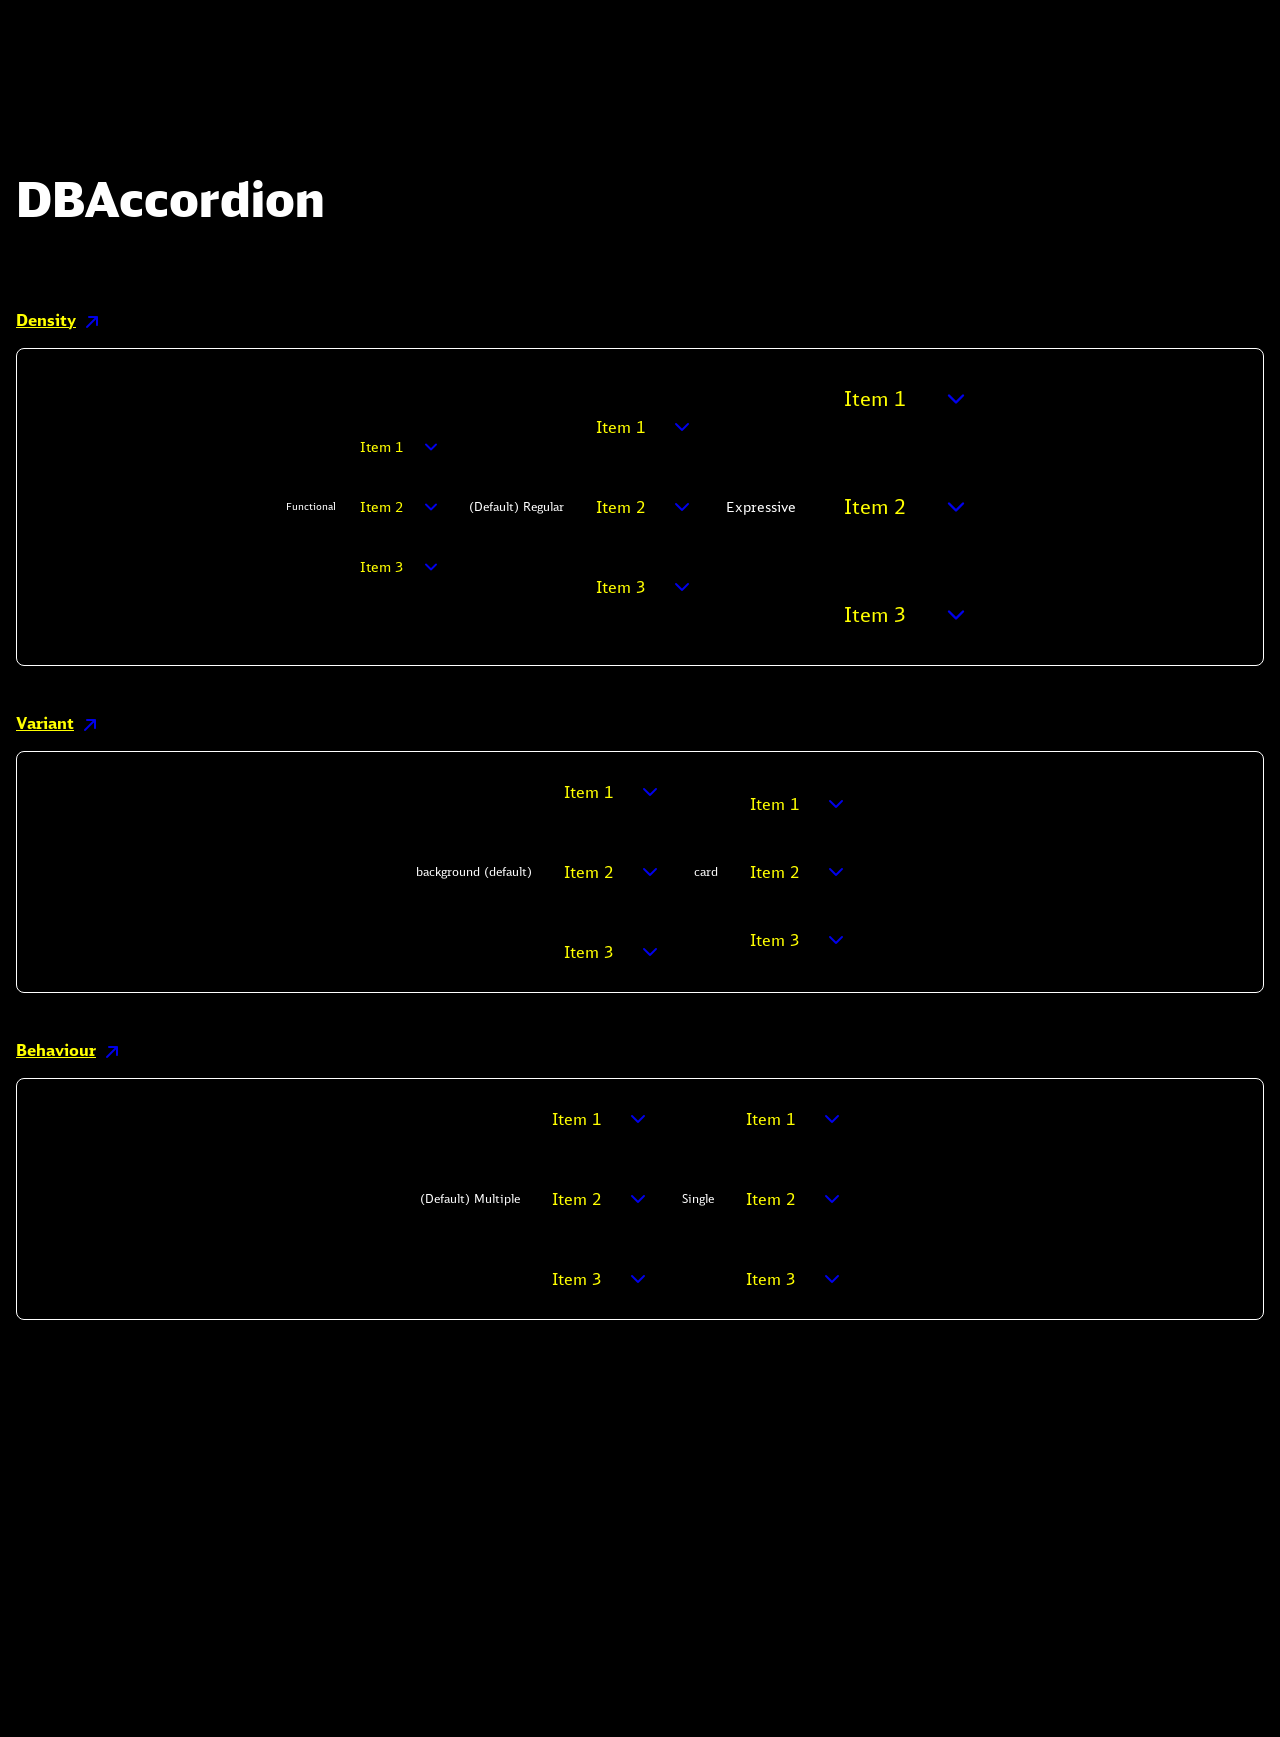 DBAccordion
Density
Functional
Item 1
Item 2
Item 3
(Default) Regular
Item 1
Item 2
Item 3
Expressive
Item 1
Item 2
Item 3
Variant
background (default)
Item 1
Item 2
Item 3
card
Item 1
Item 2
Item 3
Behaviour
(Default) Multiple
Item 1
Item 2
Item 3
Single
Item 1
Item 2
Item 3